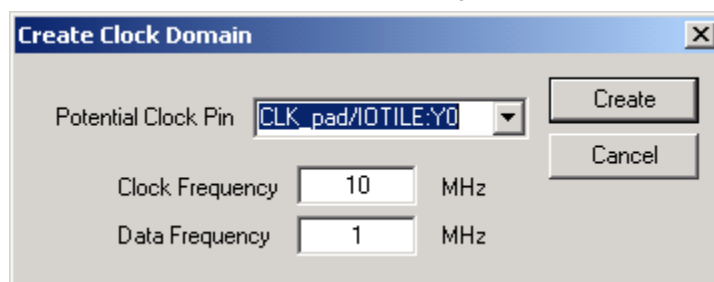 Create Clock Domain
Potential Clock Pin CLK_pad/IOTILE:Y0 Create
Cancel
Clock Frequency 10 MHz
Data Frequency 1 MHz